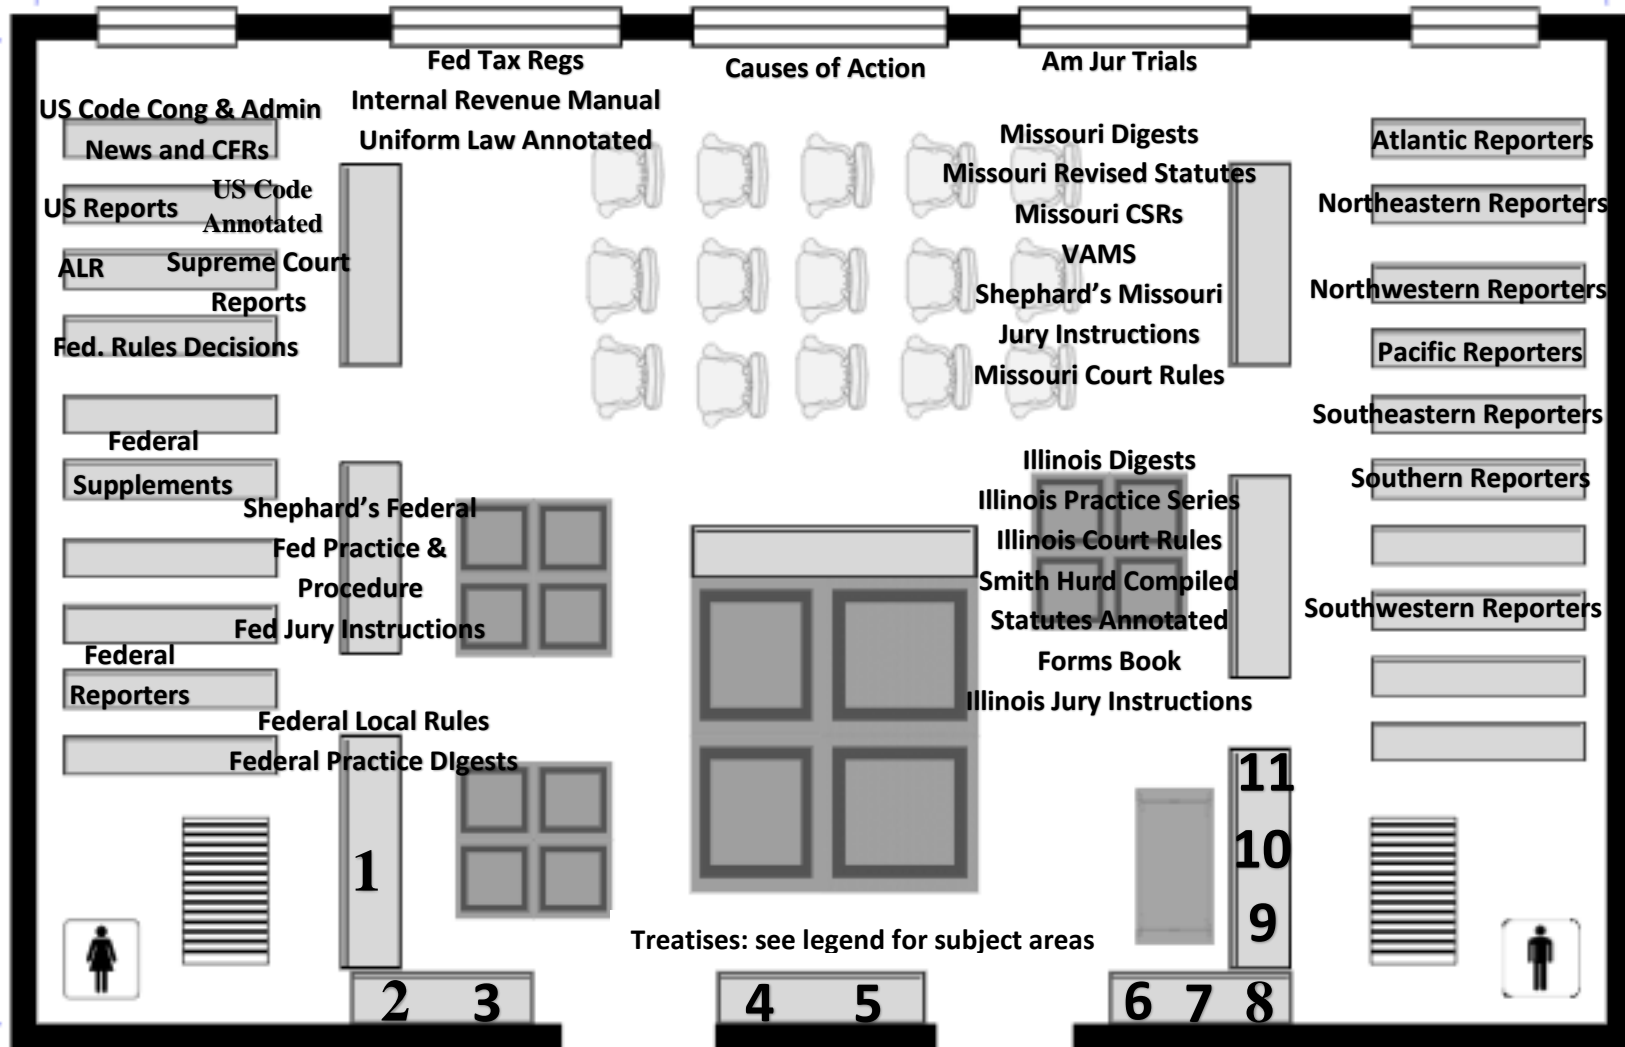 Fed Tax Regs
Internal Revenue Manual
Uniform Law Annotated
Causes of Action
Am Jur Trials
US Code Cong & Admin
News and CFRs
US Reports
US Code
Annotated
ALR
Supreme Court
Reports
Fed. Rules Decisions
Federal
Supplements
Shephard’s Federal
Fed Practice &
Procedure
Fed Jury Instructions
Federal
Reporters
Federal Local Rules
Federal Practice DIgests
Missouri Digests
Missouri Revised Statutes
Missouri CSRs
VAMS
Shephard’s Missouri
Jury Instructions
Missouri Court Rules
Illinois Digests
Illinois Practice Series
Illinois Court Rules
Smith Hurd Compiled
Statutes Annotated
Forms Book
Illinois Jury Instructions
Atlantic Reporters
Northeastern Reporters
Northwestern Reporters
Pacific Reporters
Southeastern Reporters
Southern Reporters
Southwestern Reporters
Treatises: see legend for subject areas
1
2
3
4
5
6
7
8
9
10
11